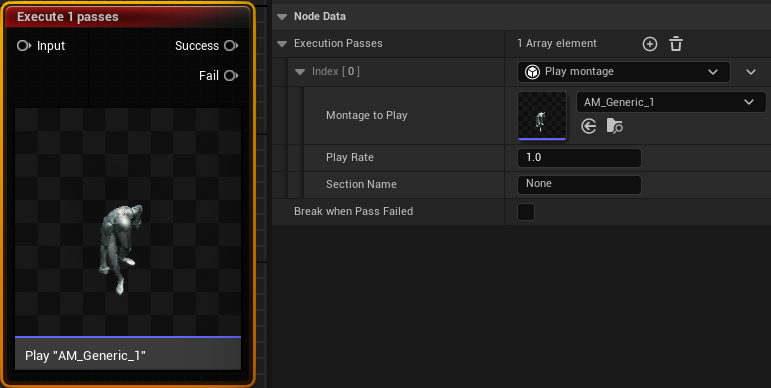 Execute 1 passes
Input
Success
Fail
Play "AM_Generic_1"
Node Data
Execution Passes
1 Array element
Index [ 0 ]
Play montage
Montage to Play
AM_Generic_1
Play Rate
1.0
Section Name
None
Break when Pass Failed